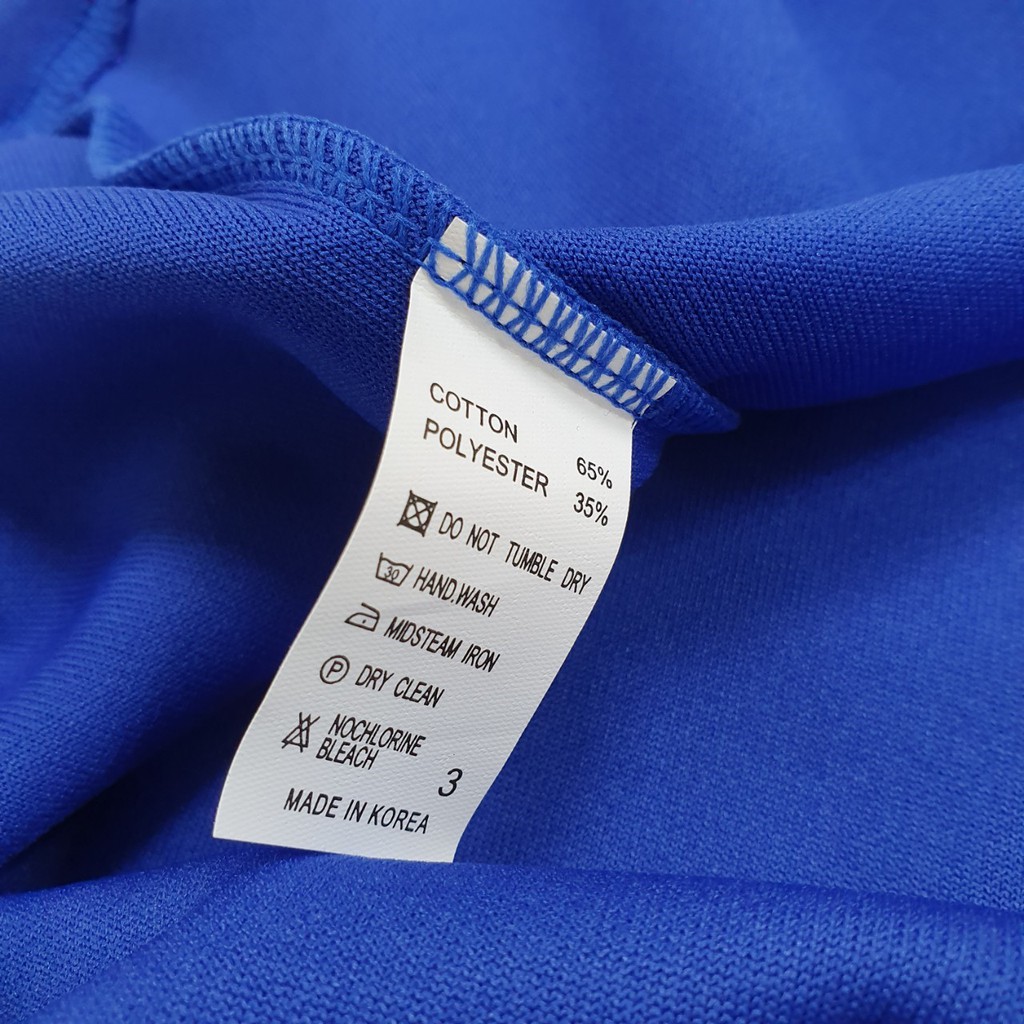 COTTON 65%
POLYESTER 35%
DO NOT TUMBLE DRY
30 HAND.WASH
MIDSTEAM IRON
P DRY CLEAN
NOCHLORINE
BLEACH
3
MADE IN KOREA